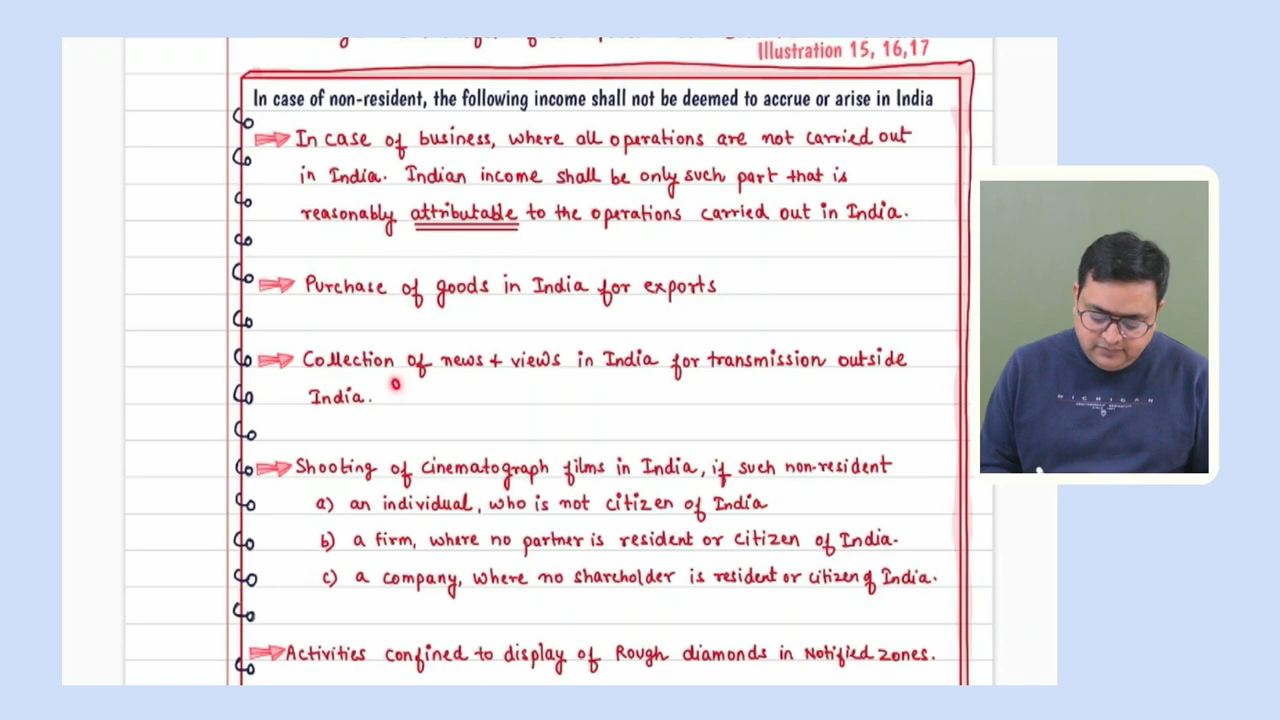 Illustration 15, 16,17
In case of non-resident, the following income shall not be deemed to accrue or arise in India
In case of business, where all operations are not carried out
in India. Indian income shall be only such part that is
reasonably attributable to the operations carried out in India.
Purchase of goods in India for exports
Collection of news + views in India for transmission outside
India.
Shooting of cinematograph films in India, if such non-resident
a) an individual, who is not citizen of India
b) a firm, where no partner is resident or citizen of India.
c) a company, where no shareholder is resident or citizen of India.
Activities confined to display of Rough diamonds in Notified zones.
MICHIGAN